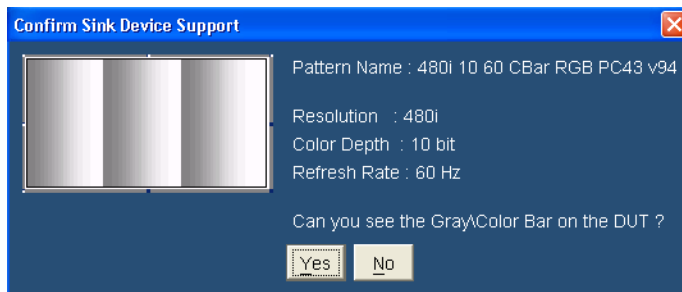 Confirm Sink Device Support
Pattern Name : 480i 10 60 CBar RGB PC43 v94
Resolution : 480i
Color Depth : 10 bit
Refresh Rate : 60 Hz
Can you see the Gray\Color Bar on the DUT ?
Yes No